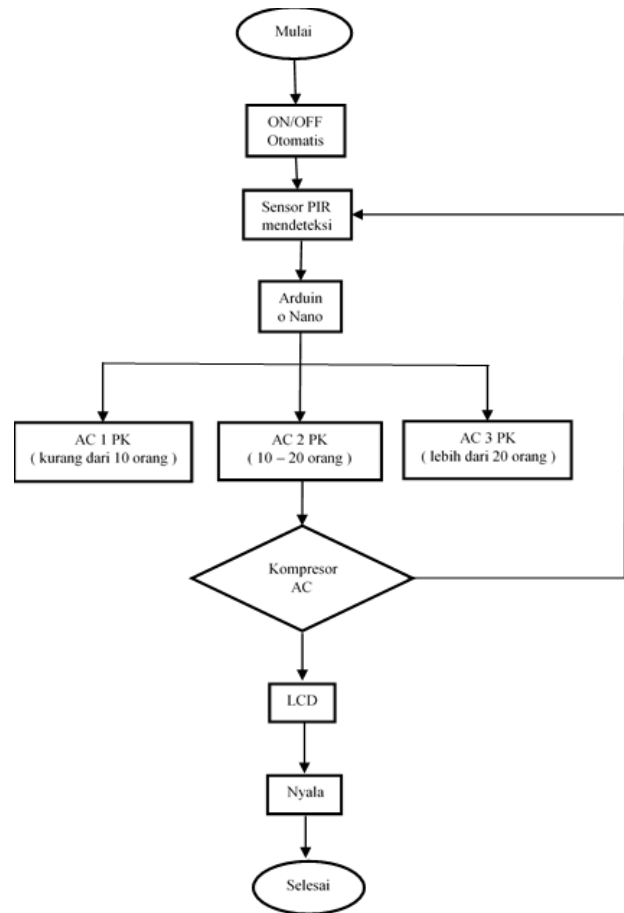 Mulai
ON/OFF
Otomatis
Sensor PIR
mendeteksi
Arduin
o Nano
AC 1 PK
( kurang dari 10 orang )
AC 2 PK
( 10 – 20 orang )
AC 3 PK
( lebih dari 20 orang )
Kompresor
AC
LCD
Nyala
Selesai